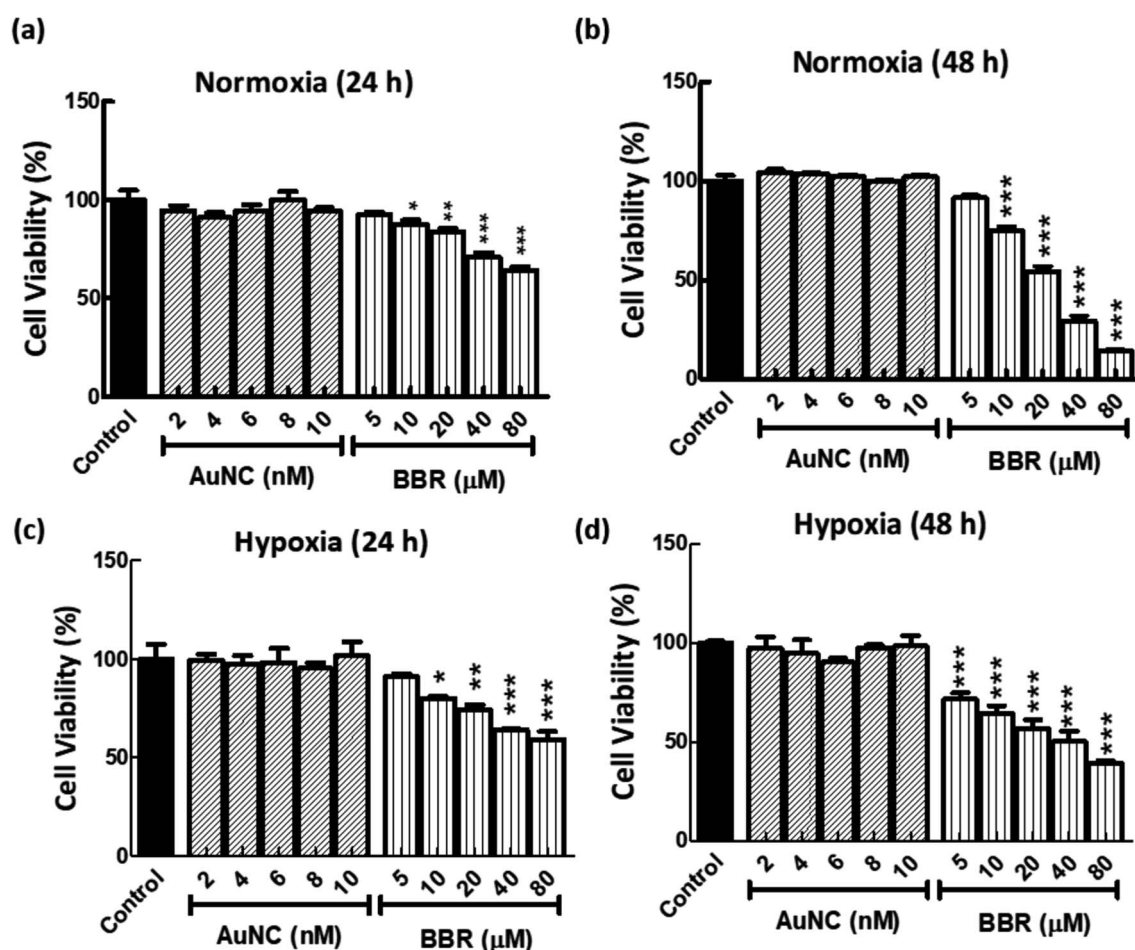 (a)
Normoxia (24 h)
Cell Viability (%)
150
100
50
0
* ** *** ***
Control 2 4 6 8 10 5 10 20 40 80
AuNC (nM) BBR (μM)
(b)
Normoxia (48 h)
Cell Viability (%)
150
100
50
0
*** *** *** ***
Control 2 4 6 8 10 5 10 20 40 80
AuNC (nM) BBR (μM)
(c)
Hypoxia (24 h)
Cell Viability (%)
150
100
50
0
* ** *** ***
Control 2 4 6 8 10 5 10 20 40 80
AuNC (nM) BBR (μM)
(d)
Hypoxia (48 h)
Cell Viability (%)
150
100
50
0
*** *** *** *** ***
Control 2 4 6 8 10 5 10 20 40 80
AuNC (nM) BBR (μM)